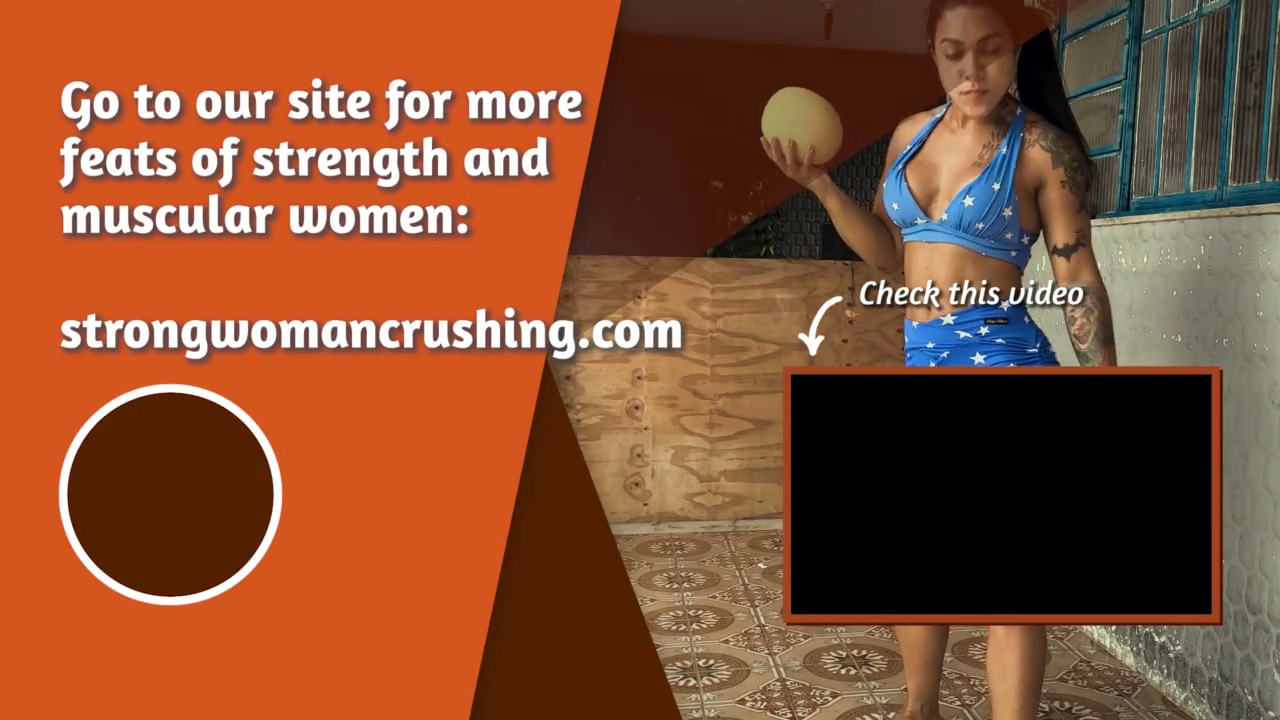 Go to our site for more
feats of strength and
muscular women:
strongwomancrushing.com
Check this video